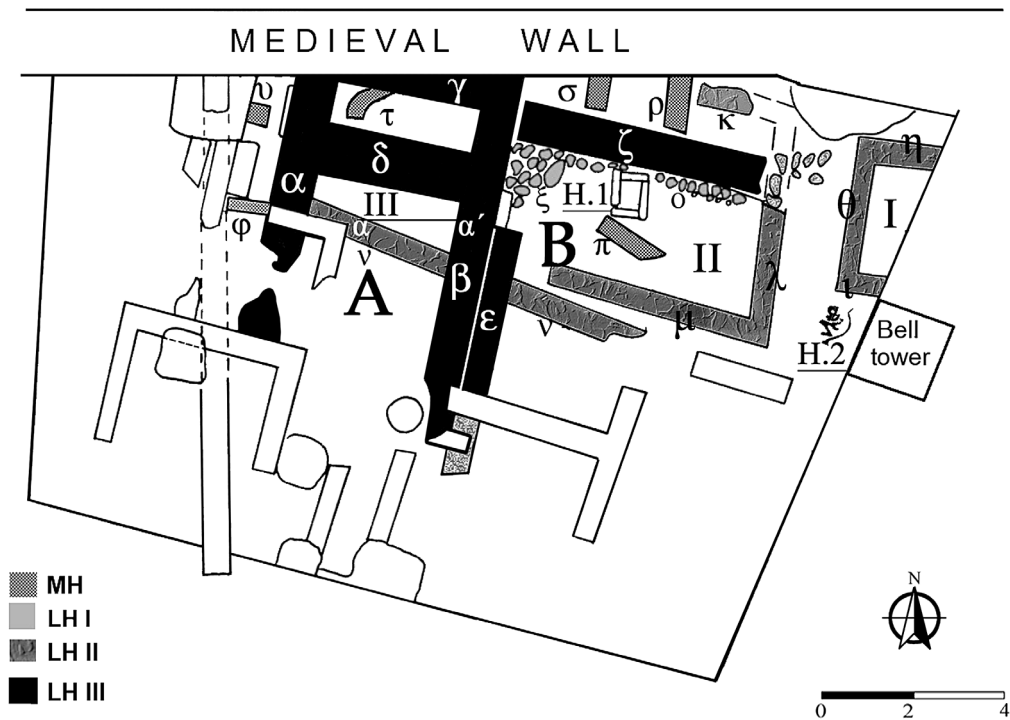 MEDIEVAL WALL
υ
τ
γ
σ
ρ
κ
η
δ
ζ
α
III
α
α΄
ξ
H.1
ο
θ
I
φ
ν
A
β
B
π
II
λ
ι
ε
ν
μ
H.2
Bell
tower
MH
LH I
LH II
LH III
N
0 2 4